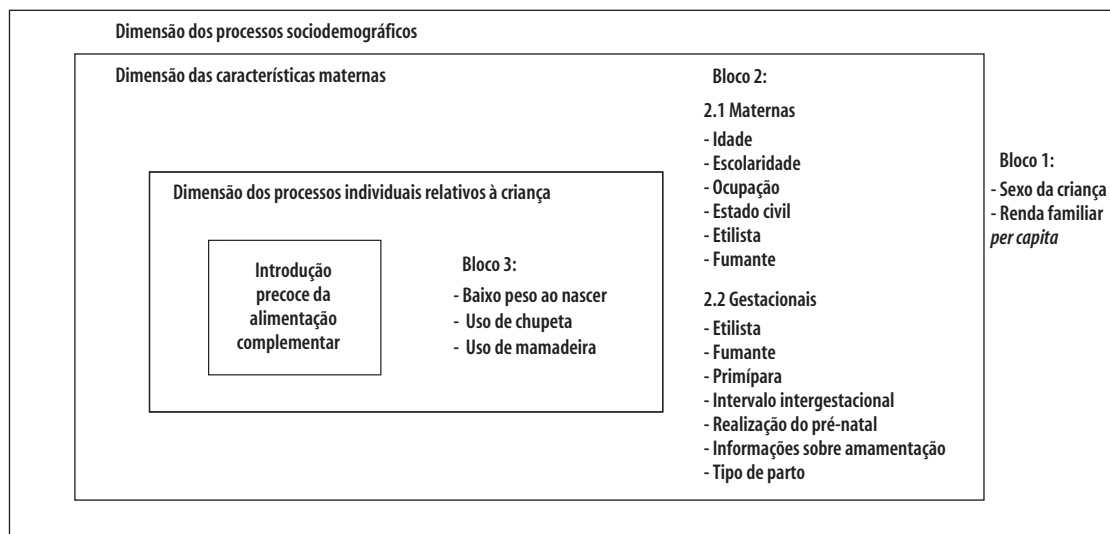 Dimensão dos processos sociodemográficos
Dimensão das características maternas
Dimensão dos processos individuais relativos à criança
Introdução
precoce da
alimentação
complementar
Bloco 3:
- Baixo peso ao nascer
- Uso de chupeta
- Uso de mamadeira
Bloco 2:
2.1 Maternas
- Idade
- Escolaridade
- Ocupação
- Estado civil
- Etilista
- Fumante
2.2 Gestacionais
- Etilista
- Fumante
- Primípara
- Intervalo intergestacional
- Realização do pré-natal
- Informações sobre amamentação
- Tipo de parto
Bloco 1:
- Sexo da criança
- Renda familiar
per capita